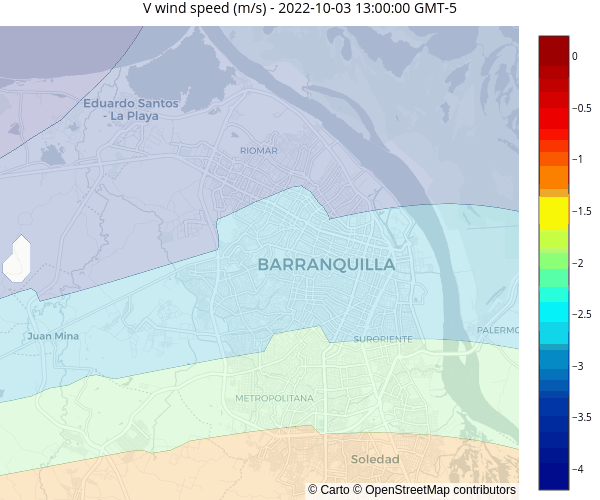 V wind speed (m/s) - 2022-10-03 13:00:00 GMT-5
0
−0.5
−1
−1.5
−2
−2.5
−3
−3.5
−4
Eduardo Santos
- La Playa
RIOMAR
BARRANQUILLA
Juan Mina
SURORIENTE
PALERMO
METROPOLITANA
Soledad
© Carto © OpenStreetMap contributors